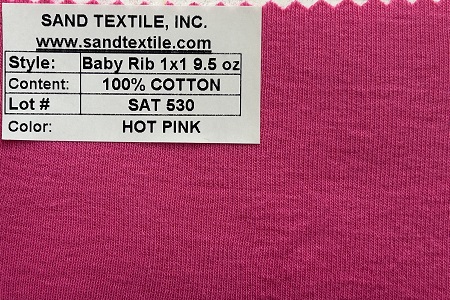 SAND TEXTILE, INC.
www.sandtextile.com
Style: Baby Rib 1x1 9.5 oz
Content: 100% COTTON
Lot # SAT 530
Color: HOT PINK